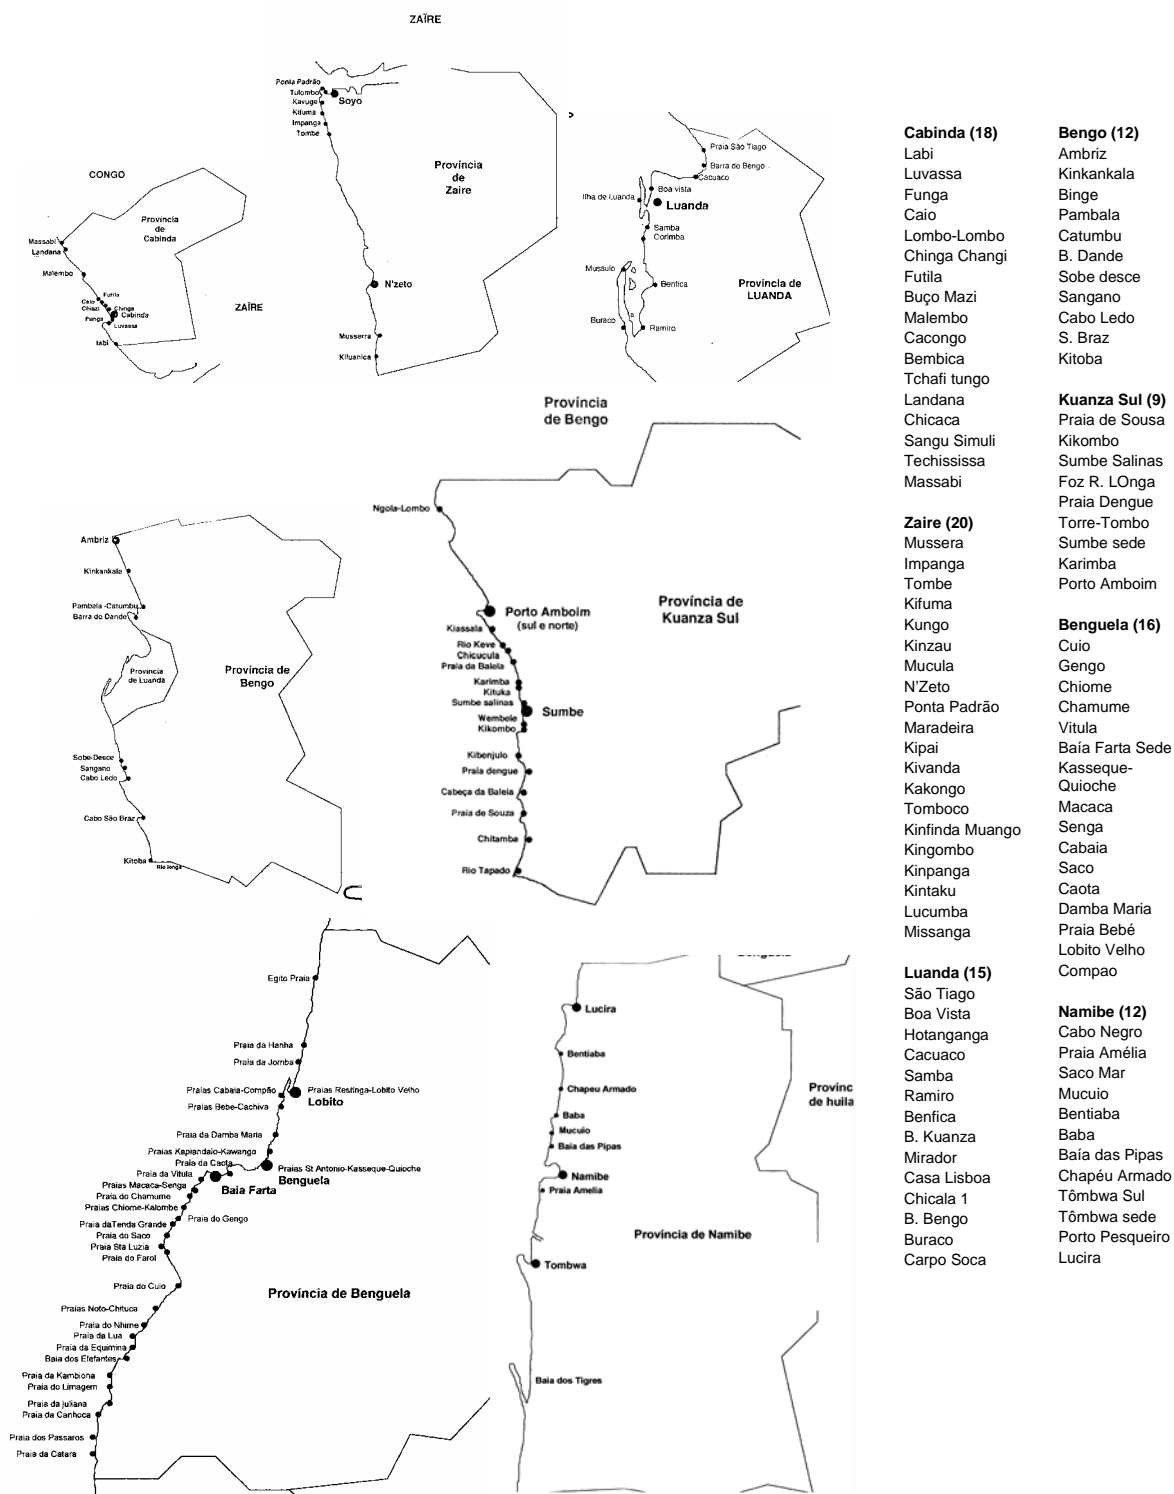 ZAÏRE
Ponta Padrão
Tulombo
Soyo
Kavuge
Kifuma
Impanga
Tombe
Província
de
Zaire
N'zeto
Musserra
Kifuanica
CONGO
Província
de
Cabinda
Massabi
Landana
Malembo
Futila
Caio
Chiazi
Chinga
Cabinda
Funga
Luvassa
Iabi
ZAÏRE
Praia São Tiago
Barra do Bengo
Cacuaco
Boa vista
Ilha de Luanda
Luanda
Samba
Corimba
Mussulo
Benfica
Província de
LUANDA
Buraco
Ramiro
Província
de Bengo
Ngola-Lombo
Porto Amboim
(sul e norte)
Província de
Kuanza Sul
Kiassala
Rio Keve
Chicucula
Praia da Baleia
Karimba
Kituka
Sumbe salinas
Sumbe
Wembele
Kikombo
Kibenjulo
Praia dengue
Cabeça da Baleia
Praia de Souza
Chitamba
Rio Tapado
Ambriz
Kinkankala
Pambala -Catumbu
Barra do Dande
Província
de Luanda
Província de
Bengo
Sobe-Desce
Sangano
Cabo Ledo
Cabo São Braz
Kitoba
Rio longa
Egito Praia
Praia da Hanha
Praia da Jomba
Praias Cabaia-Compão
Praias Restinga-Lobito Velho
Lobito
Praias Bebe-Cachiva
Praia da Damba Maria
Praias Kapiandalo-Kawango
Praia da Caota
Praias St Antonio-Kasseque-Quioche
Benguela
Praia da Vitula
Baia Farta
Praias Macaca-Senga
Praia do Chamume
Praias Chiome-Kalombe
Praia do Gengo
Praia daTenda Grande
Praia do Saco
Praia Sta Luzia
Praia do Farol
Praia do Cuio
Província de Benguela
Praias Noto-Chituca
Praia do Nhime
Praia da Lua
Praia da Equimina
Baia dos Elefantes
Praia da Kambiona
Praia do Limagem
Praia da juliana
Praia da Canhoca
Praia dos Passaros
Praia da Catara
Lucira
Bentiaba
Chapeu Armado
Baba
Mucuio
Baia das Pipas
Namibe
Praia Amelia
Provínc
de huila
Província de Namibe
Tombwa
Baia dos Tigres
Cabinda (18)
Labi
Luvassa
Funga
Caio
Lombo-Lombo
Chinga Changi
Futila
Buço Mazi
Malembo
Cacongo
Bembica
Tchafi tungo
Landana
Chicaca
Sangu Simuli
Techississa
Massabi
Zaire (20)
Mussera
Impanga
Tombe
Kifuma
Kungo
Kinzau
Mucula
N'Zeto
Ponta Padrão
Maradeira
Kipai
Kivanda
Kakongo
Tomboco
Kinfinda Muango
Kingombo
Kinpanga
Kintaku
Lucumba
Missanga
Luanda (15)
São Tiago
Boa Vista
Hotanganga
Cacuaco
Samba
Ramiro
Benfica
B. Kuanza
Mirador
Casa Lisboa
Chicala 1
B. Bengo
Buraco
Carpo Soca
Bengo (12)
Ambriz
Kinkankala
Binge
Pambala
Catumbu
B. Dande
Sobe desce
Sangano
Cabo Ledo
S. Braz
Kitoba
Kuanza Sul (9)
Praia de Sousa
Kikombo
Sumbe Salinas
Foz R. LOnga
Praia Dengue
Torre-Tombo
Sumbe sede
Karimba
Porto Amboim
Benguela (16)
Cuio
Gengo
Chiome
Chamume
Vitula
Baía Farta Sede
Kasseque-
Quioche
Macaca
Senga
Cabaia
Saco
Caota
Damba Maria
Praia Bebé
Lobito Velho
Compao
Namibe (12)
Cabo Negro
Praia Amélia
Saco Mar
Mucuio
Bentiaba
Baba
Baía das Pipas
Chapéu Armado
Tômbwa Sul
Tômbwa sede
Porto Pesqueiro
Lucira